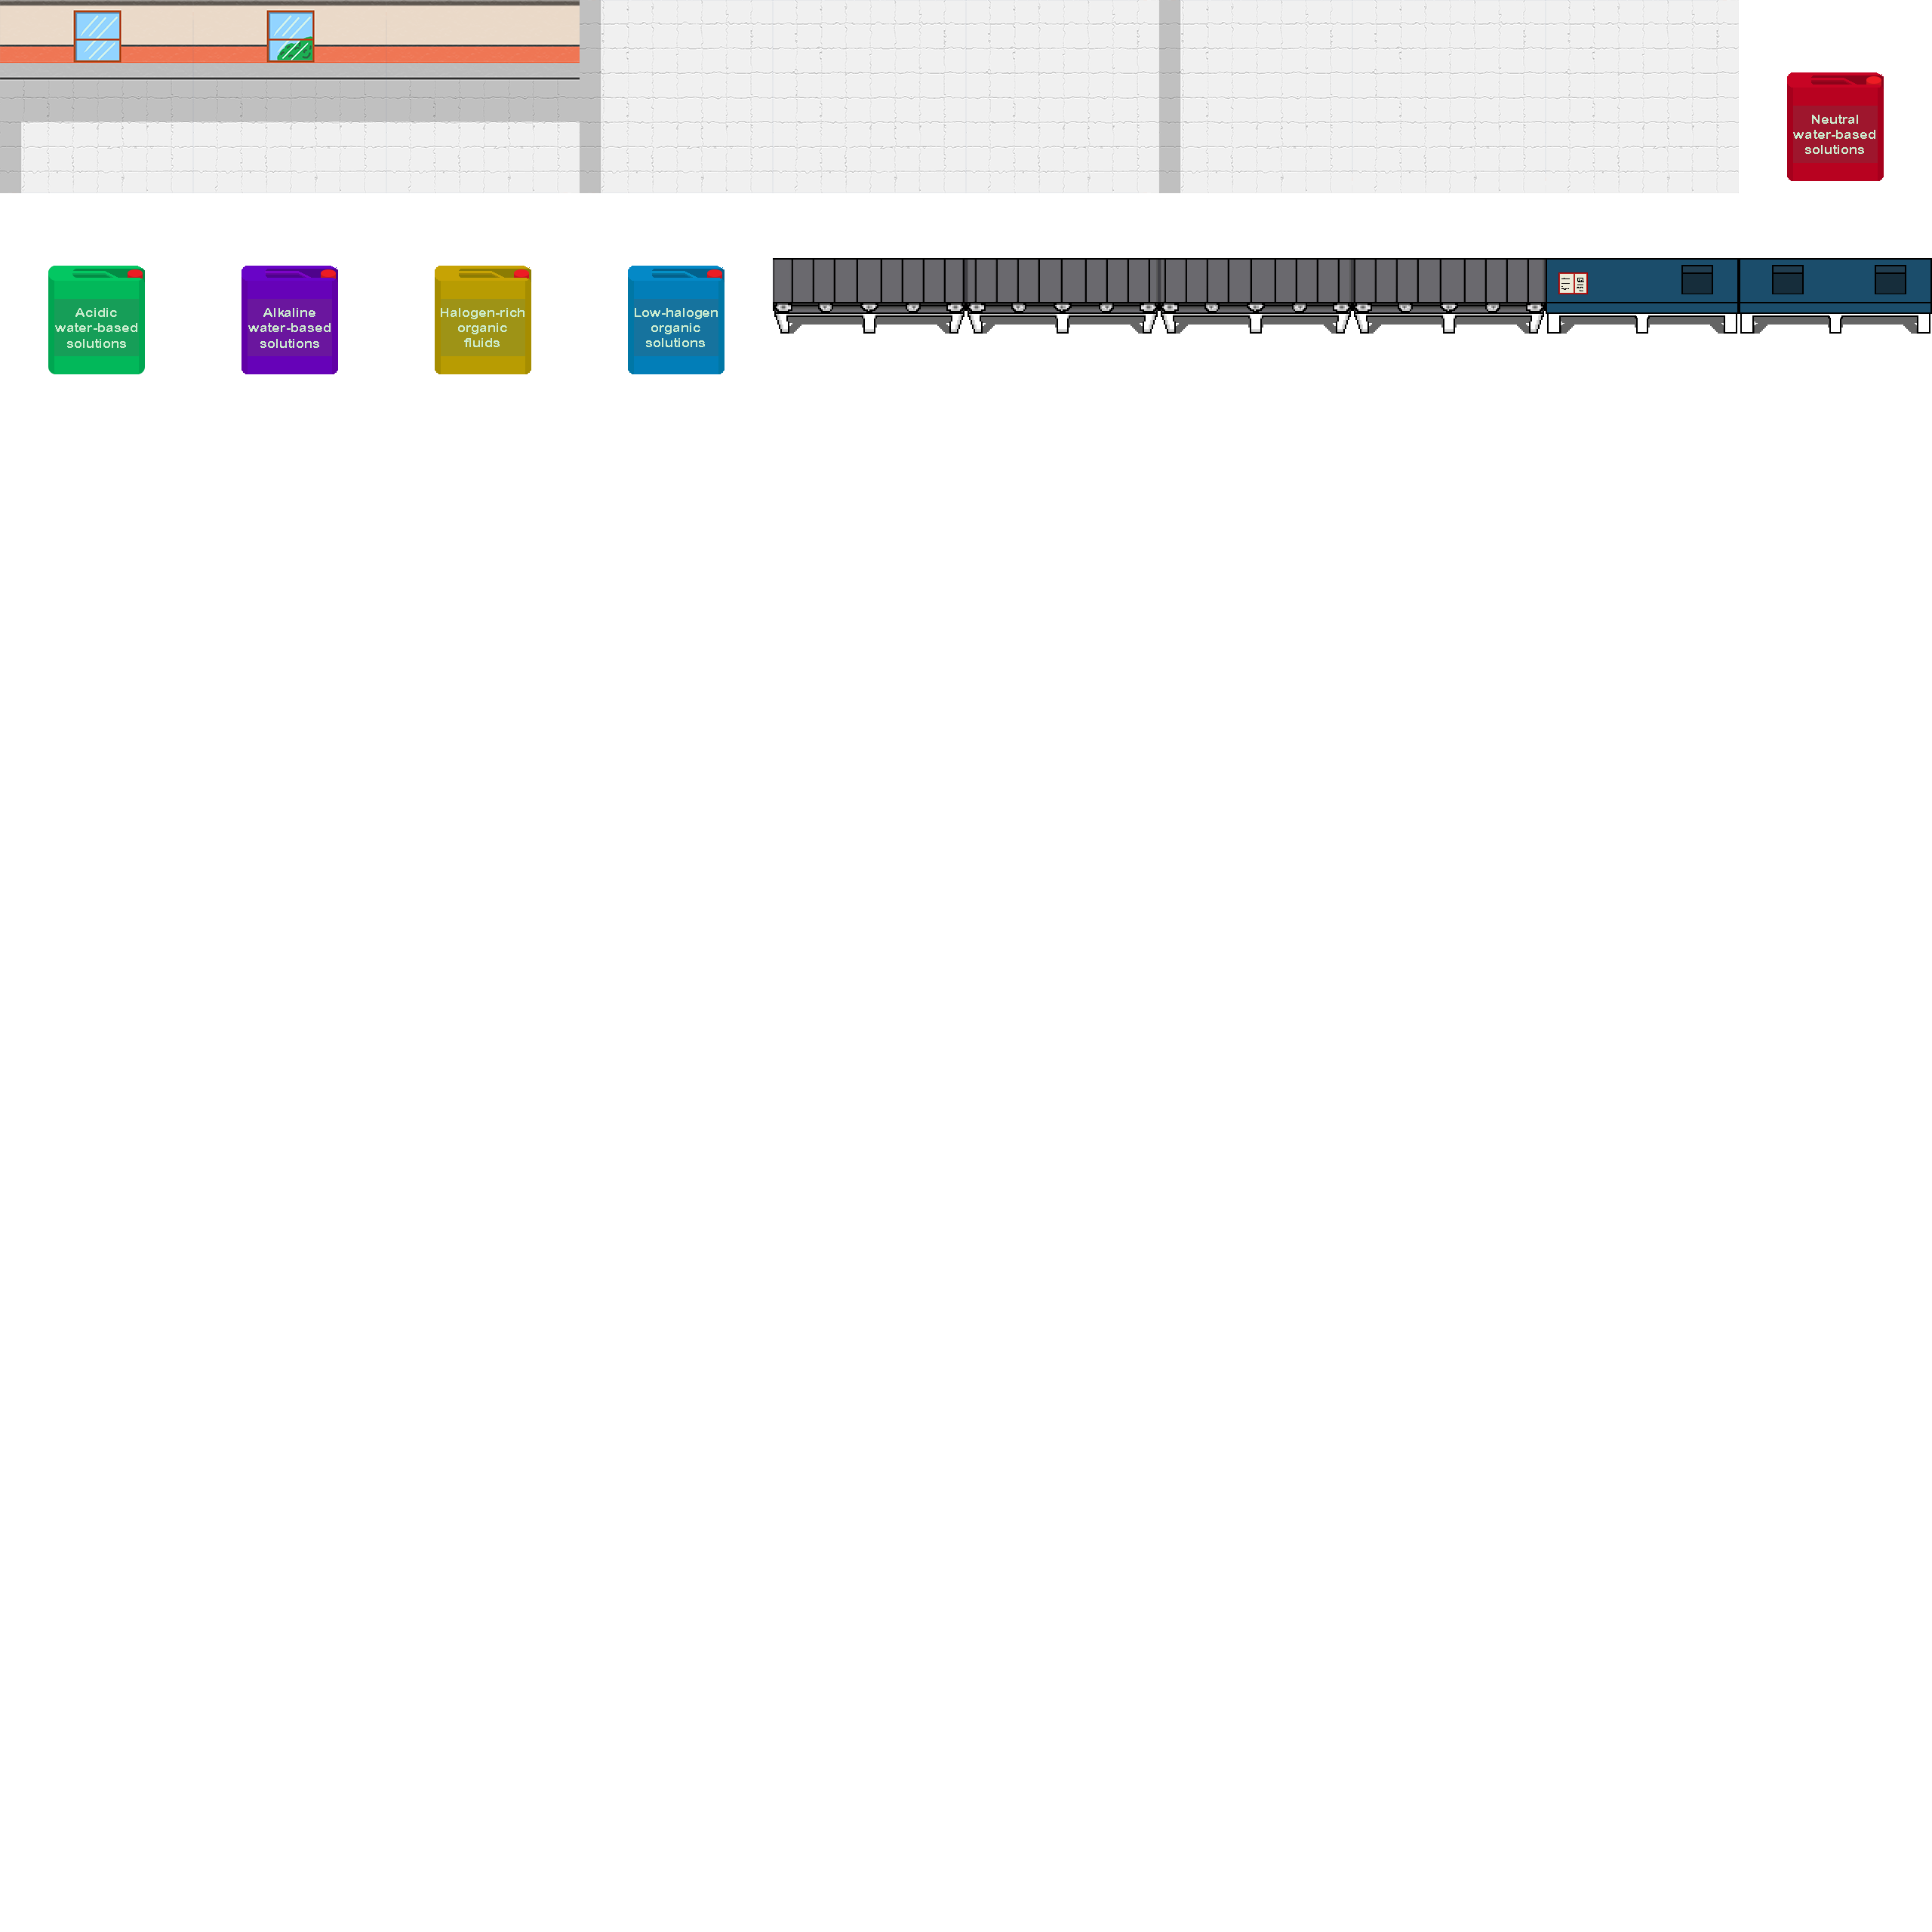 Neutral
water-based
solutions
Acidic
water-based
solutions
Alkaline
water-based
solutions
Halogen-rich
organic
fluids
Low-halogen
organic
solutions